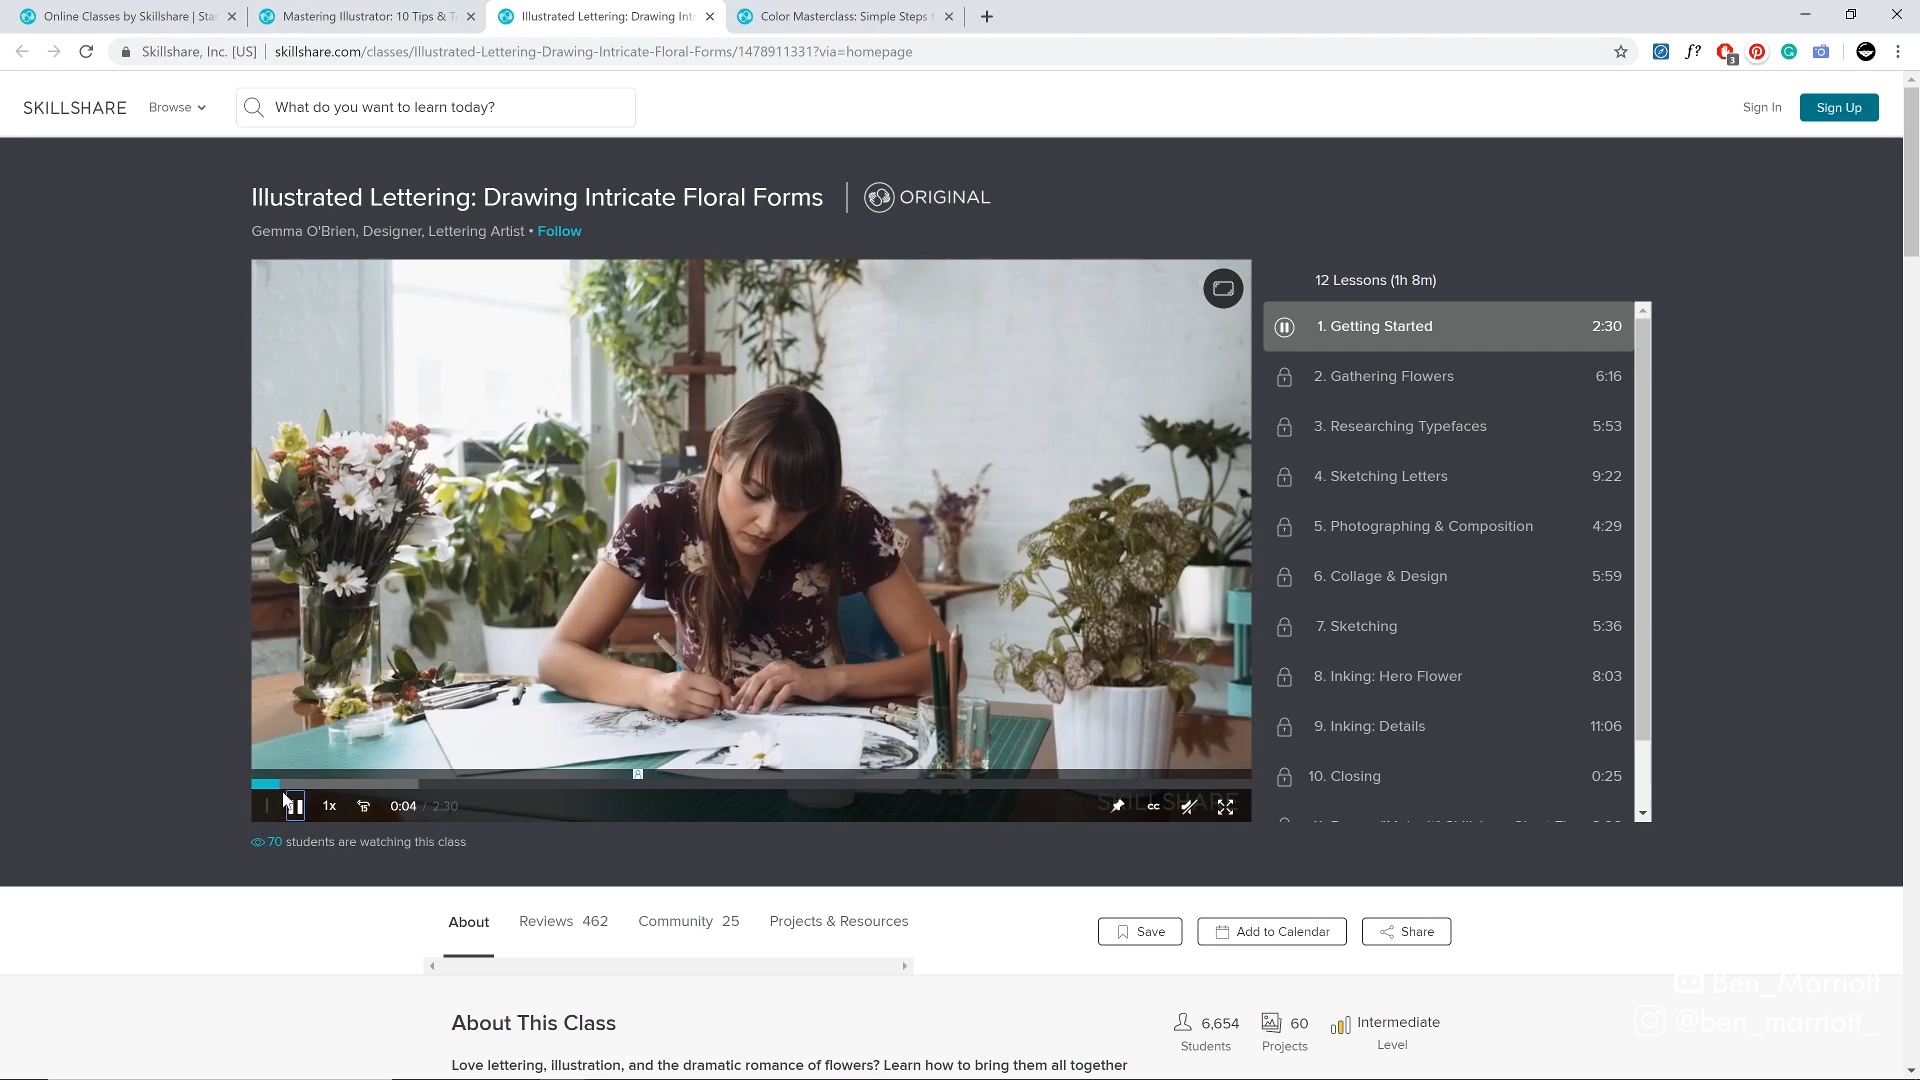 Online Classes by Skillshare | Star
Mastering Illustrator: 10 Tips & T
Illustrated Lettering: Drawing Intr
Color Masterclass: Simple Steps t
Skillshare, Inc. [US]
skillshare.com/classes/Illustrated-Lettering-Drawing-Intricate-Floral-Forms/1478911331?via=homepage
f?
3
SKILLSHARE
Browse
What do you want to learn today?
Sign In
Sign Up
Illustrated Lettering: Drawing Intricate Floral Forms
ORIGINAL
Gemma O'Brien, Designer, Lettering Artist • Follow
12 Lessons (1h 8m)
1. Getting Started 2:30
2. Gathering Flowers 6:16
3. Researching Typefaces 5:53
4. Sketching Letters 9:22
5. Photographing & Composition 4:29
6. Collage & Design 5:59
7. Sketching 5:36
8. Inking: Hero Flower 8:03
9. Inking: Details 11:06
10. Closing 0:25
1x
15
0:04 / 2:30
SKILLSHARE
CC
70 students are watching this class
About
Reviews 462
Community 25
Projects & Resources
Save
Add to Calendar
Share
Ben_Marriott
@ben_marriott_
About This Class
6,654 Students
60 Projects
Intermediate Level
Love lettering, illustration, and the dramatic romance of flowers? Learn how to bring them all together